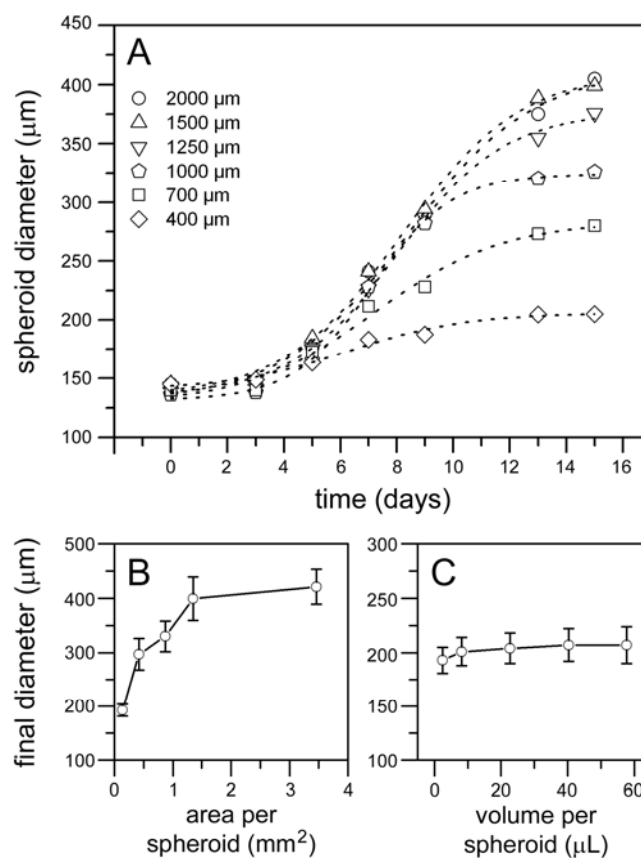 450
400
350
300
250
200
150
100
spheroid diameter (μm)
A
2000 μm
1500 μm
1250 μm
1000 μm
700 μm
400 μm
0 2 4 6 8 10 12 14 16
time (days)
500
400
300
200
100
final diameter (μm)
B
0 1 2 3 4
area per
spheroid (mm²)
300
250
200
150
100
C
0 20 40 60
volume per
spheroid (μL)